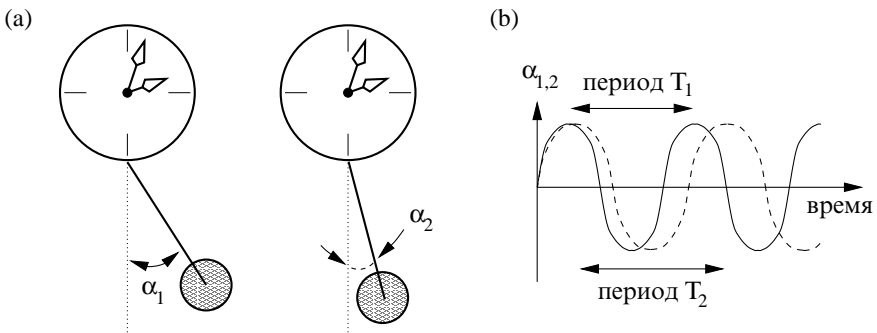 (a)
α₁
α₂
(b)
α₁,₂
период T₁
время
период T₂